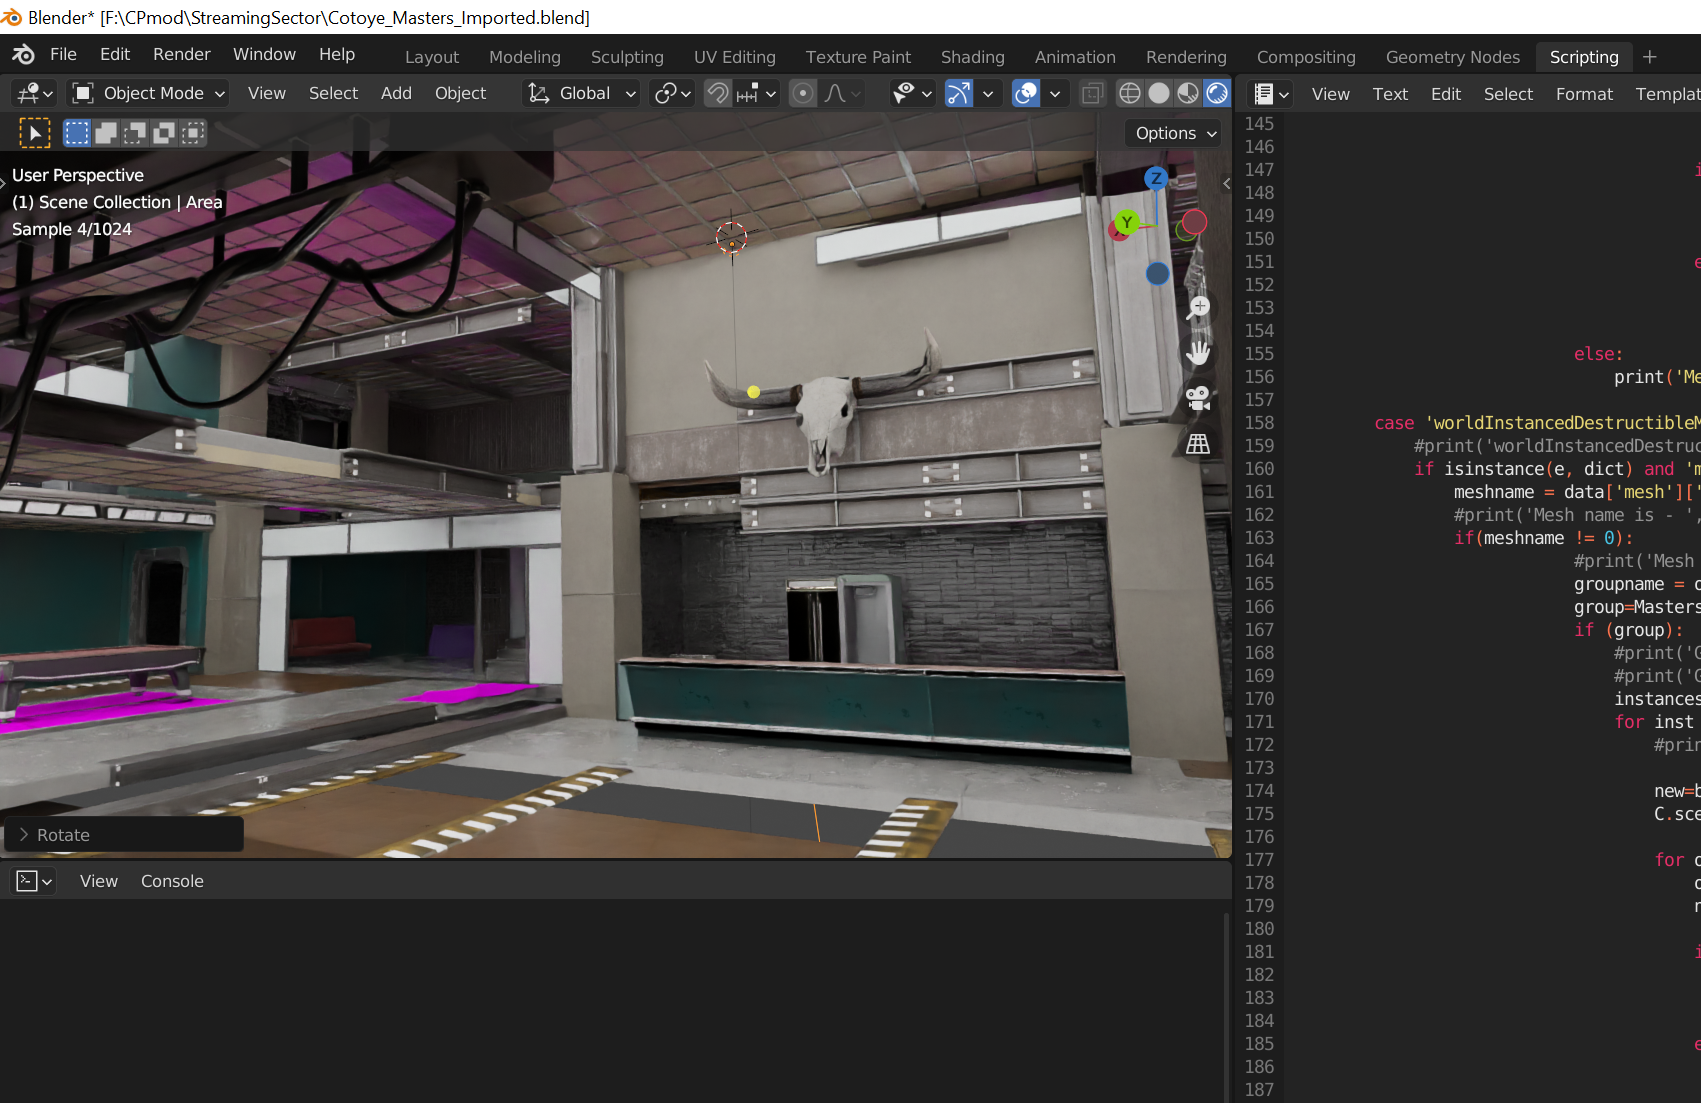 Blender* [F:\CPmod\StreamingSector\Cotoye_Masters_Imported.blend]
File Edit Render Window Help Layout Modeling Sculpting UV Editing Texture Paint Shading Animation Rendering Compositing Geometry Nodes Scripting +
Object Mode View Select Add Object Global
View Text Edit Select Format Templat
Options
User Perspective
(1) Scene Collection | Area
Sample 4/1024
Z
Y
Rotate
View Console
145
146
147 i
148
149
150
151 e
152
153
154
155 else:
156 print('Me
157
158 case 'worldInstancedDestructibleM
159 #print('worldInstancedDestruc
160 if isinstance(e, dict) and 'm
161 meshname = data['mesh']['
162 #print('Mesh name is - ',
163 if(meshname != 0):
164 #print('Mesh
165 groupname = 
166 group=Masters
167 if (group):
168 #print('G
169 #print('G
170 instances
171 for inst
172 #prin
173
174 new=b
175 C.sce
176
177 for
178
179
180
181 i
182
183
184
185 e
186
187